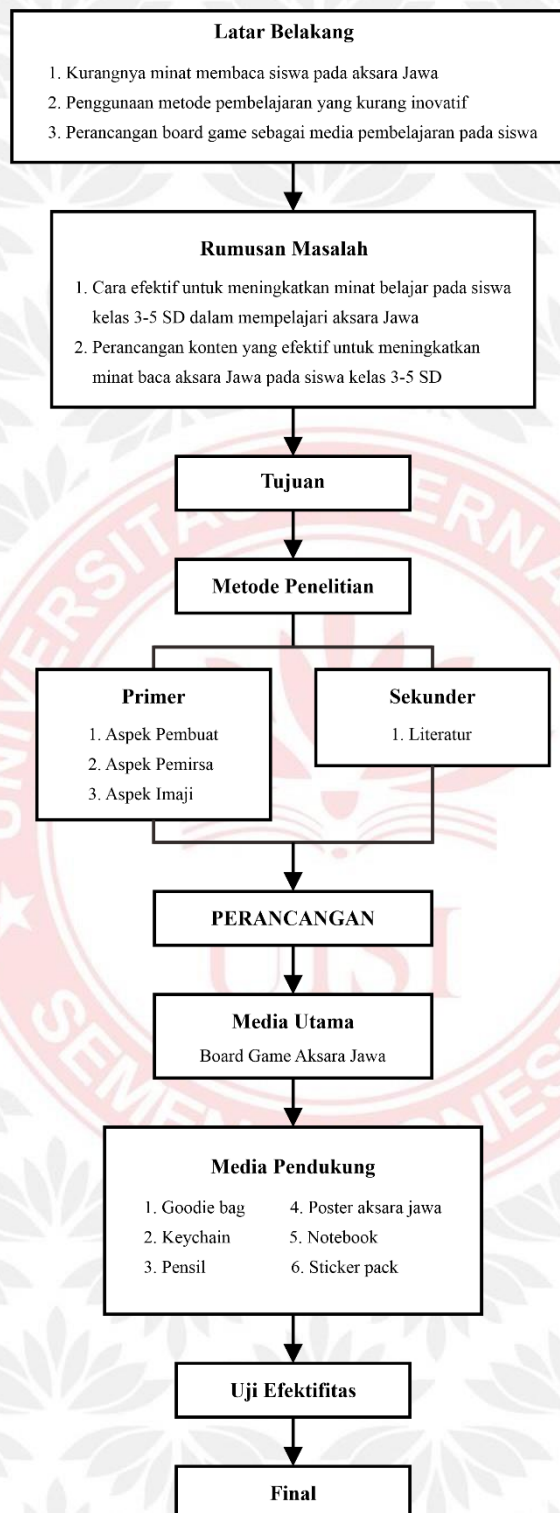 Latar Belakang
1. Kurangnya minat membaca siswa pada aksara Jawa
2. Penggunaan metode pembelajaran yang kurang inovatif
3. Perancangan board game sebagai media pembelajaran pada siswa
Rumusan Masalah
1. Cara efektif untuk meningkatkan minat belajar pada siswa
kelas 3-5 SD dalam mempelajari aksara Jawa
2. Perancangan konten yang efektif untuk meningkatkan
minat baca aksara Jawa pada siswa kelas 3-5 SD
Tujuan
Metode Penelitian
Primer
1. Aspek Pembuat
2. Aspek Pemirsa
3. Aspek Imaji
Sekunder
1. Literatur
PERANCANGAN
UISI
Media Utama
Board Game Aksara Jawa
Media Pendukung
1. Goodie bag
2. Keychain
3. Pensil
4. Poster aksara jawa
5. Notebook
6. Sticker pack
Uji Efektifitas
Final